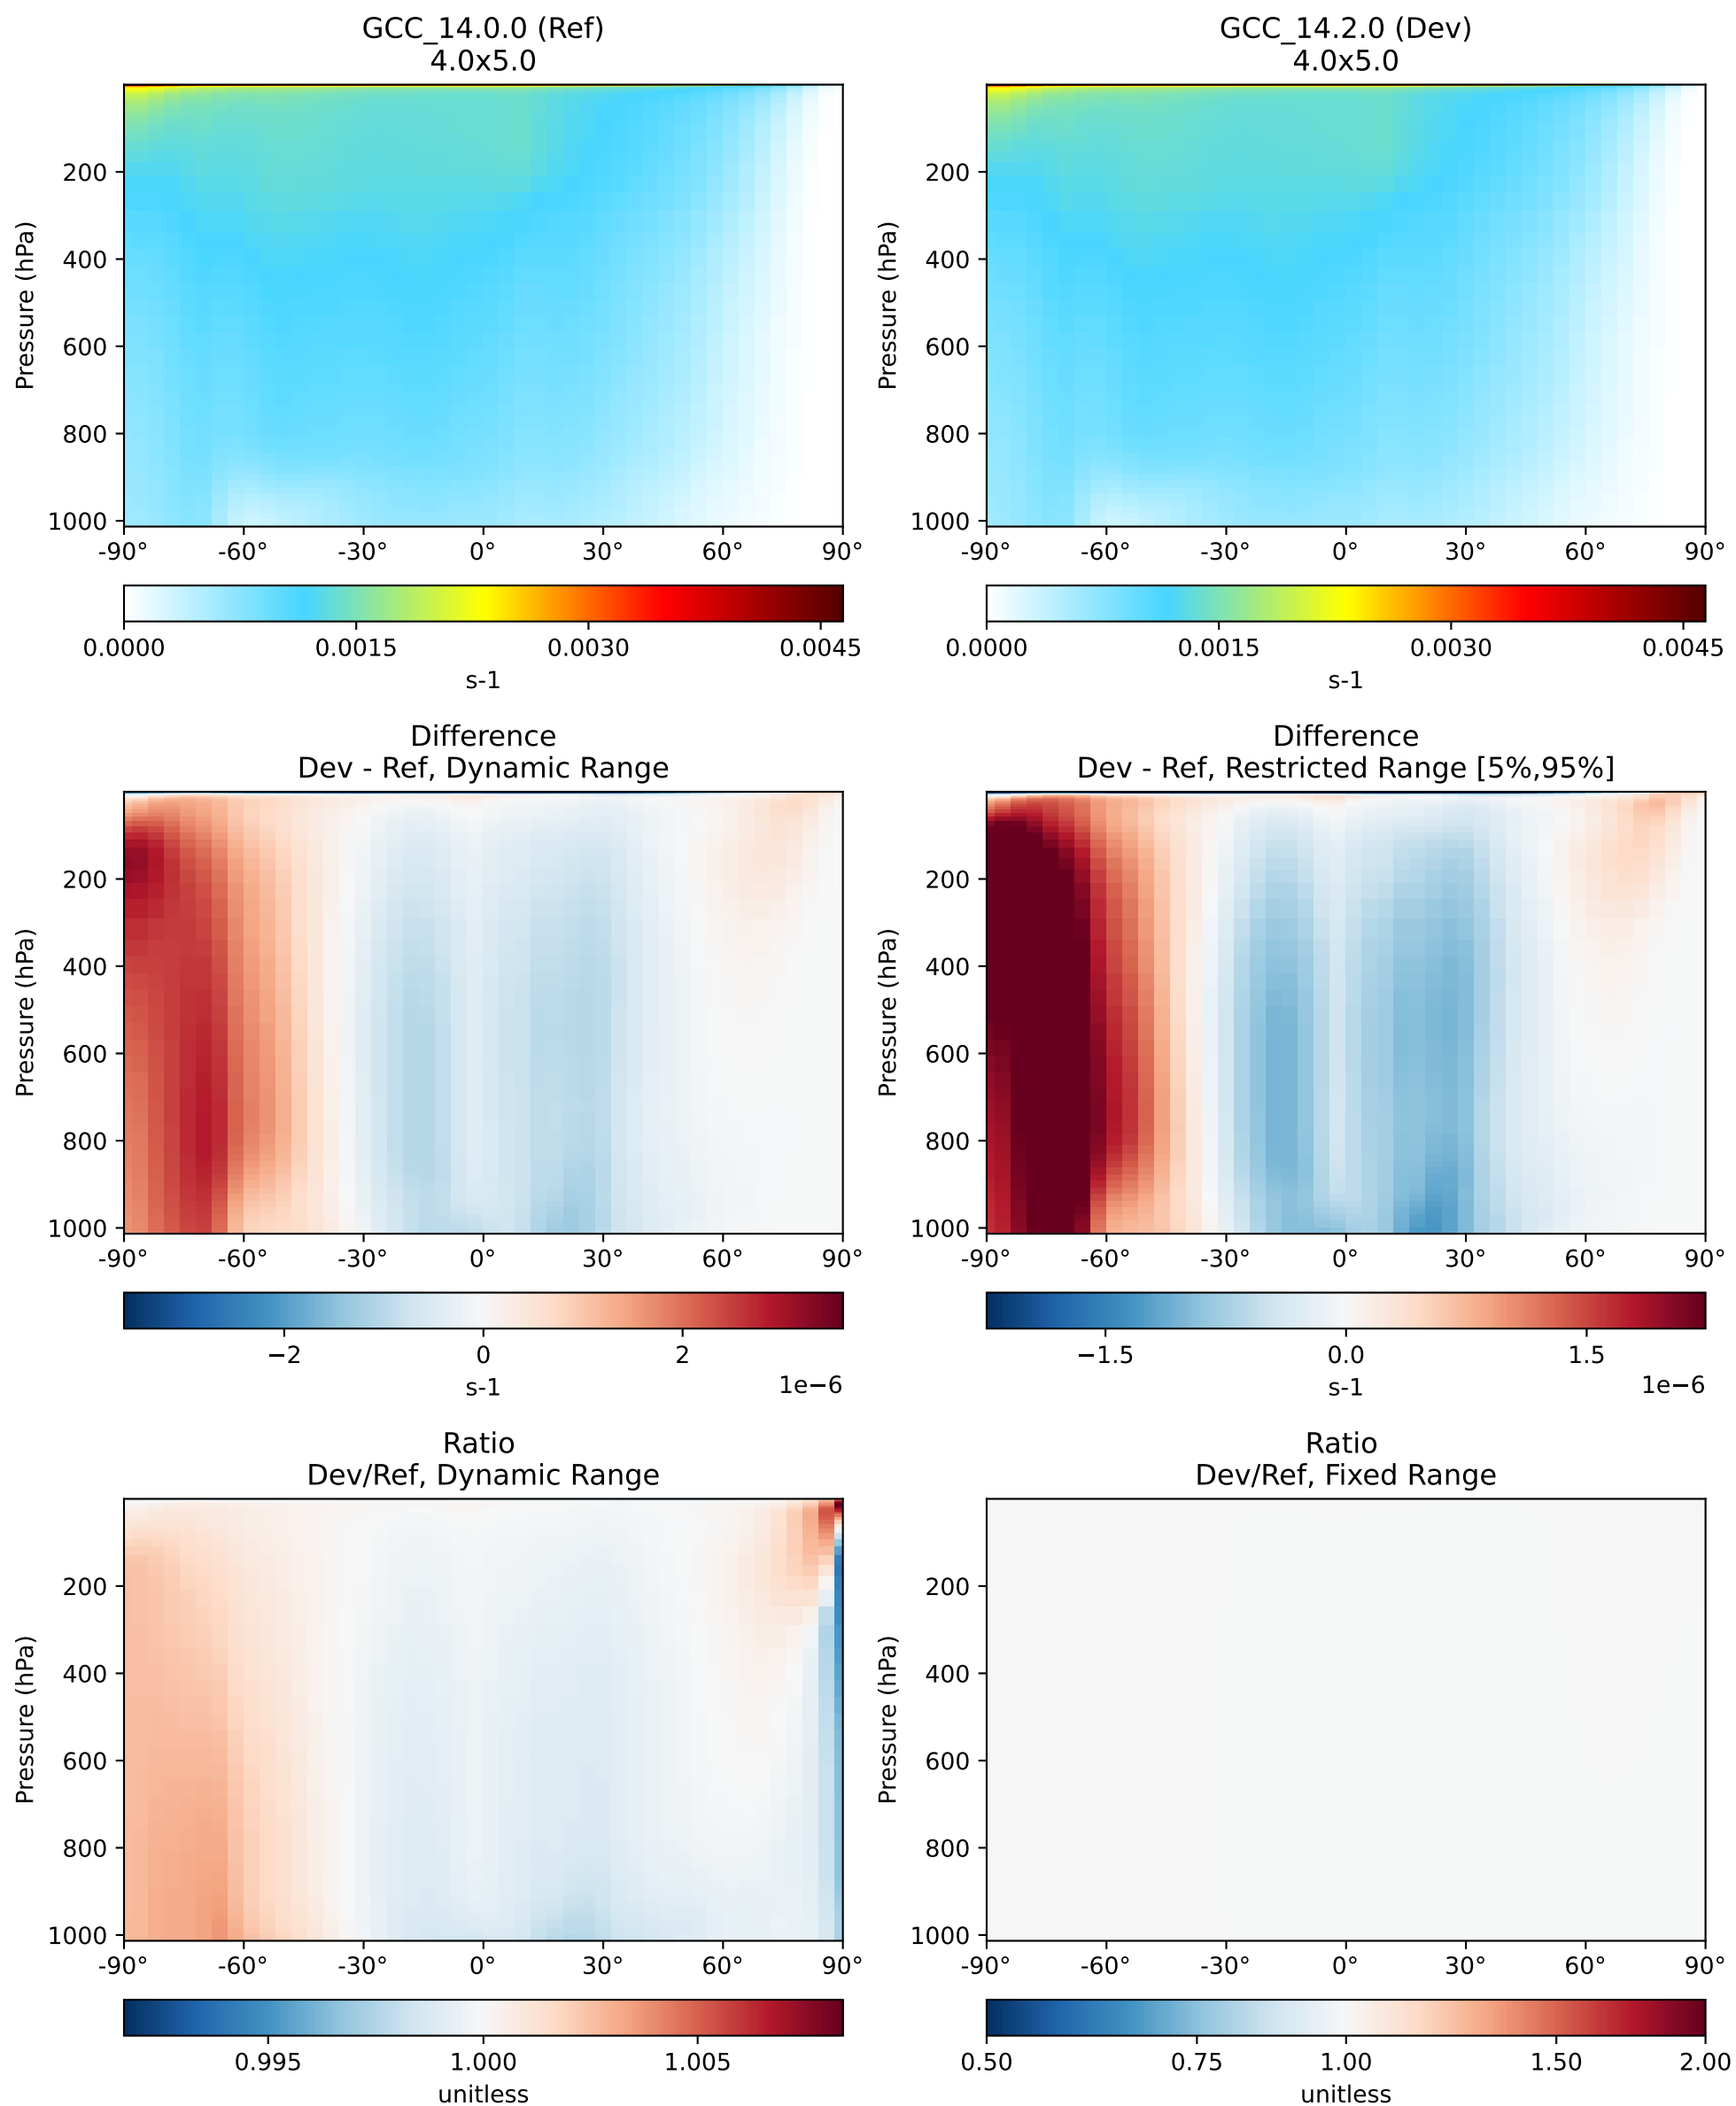 GCC_14.0.0 (Ref)
4.0x5.0
Pressure (hPa)
200
400
600
800
1000
-90° -60° -30° 0° 30° 60° 90°
0.0000 0.0015 0.0030 0.0045
s-1
GCC_14.2.0 (Dev)
4.0x5.0
Pressure (hPa)
200
400
600
800
1000
-90° -60° -30° 0° 30° 60° 90°
0.0000 0.0015 0.0030 0.0045
s-1
Difference
Dev - Ref, Dynamic Range
Pressure (hPa)
200
400
600
800
1000
-90° -60° -30° 0° 30° 60° 90°
−2 0 2
s-1
1e−6
Difference
Dev - Ref, Restricted Range [5%,95%]
Pressure (hPa)
200
400
600
800
1000
-90° -60° -30° 0° 30° 60° 90°
−1.5 0.0 1.5
s-1
1e−6
Ratio
Dev/Ref, Dynamic Range
Pressure (hPa)
200
400
600
800
1000
-90° -60° -30° 0° 30° 60° 90°
0.995 1.000 1.005
unitless
Ratio
Dev/Ref, Fixed Range
Pressure (hPa)
200
400
600
800
1000
-90° -60° -30° 0° 30° 60° 90°
0.50 0.75 1.00 1.50 2.00
unitless